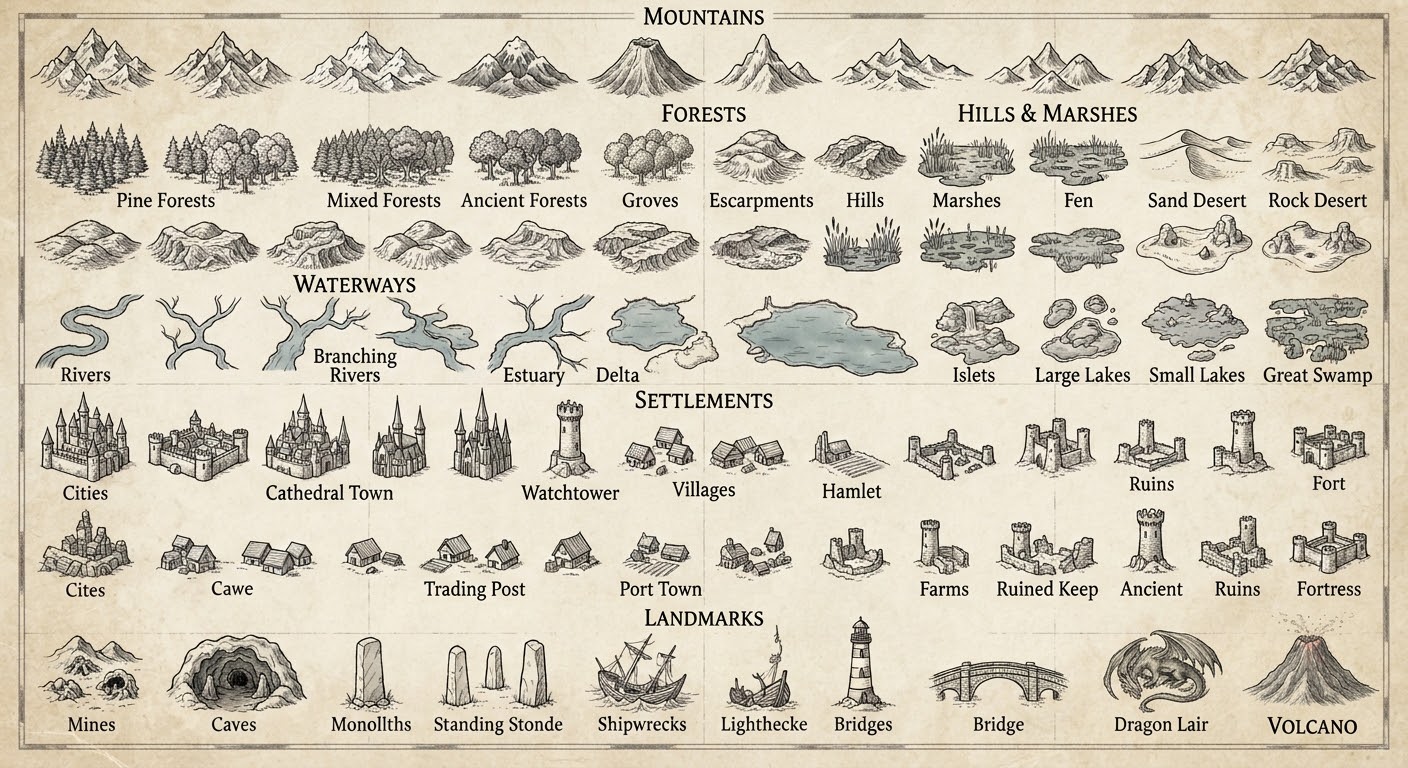 MOUNTAINS
FORESTS
HILLS & MARSHES
Pine Forests
Mixed Forests
Ancient Forests
Groves
Escarpments
Hills
Marshes
Fen
Sand Desert
Rock Desert
WATERWAYS
Rivers
Branching
Rivers
Estuary
Delta
Islets
Large Lakes
Small Lakes
Great Swamp
SETTLEMENTS
Cities
Cathedral Town
Watchtower
Villages
Hamlet
Ruins
Fort
Cites
Cawe
Trading Post
Port Town
Farms
Ruined Keep
Ancient
Ruins
Fortress
LANDMARKS
Mines
Caves
Monollths
Standing Stonde
Shipwrecks
Lighthecke
Bridges
Bridge
Dragon Lair
VOLCANO